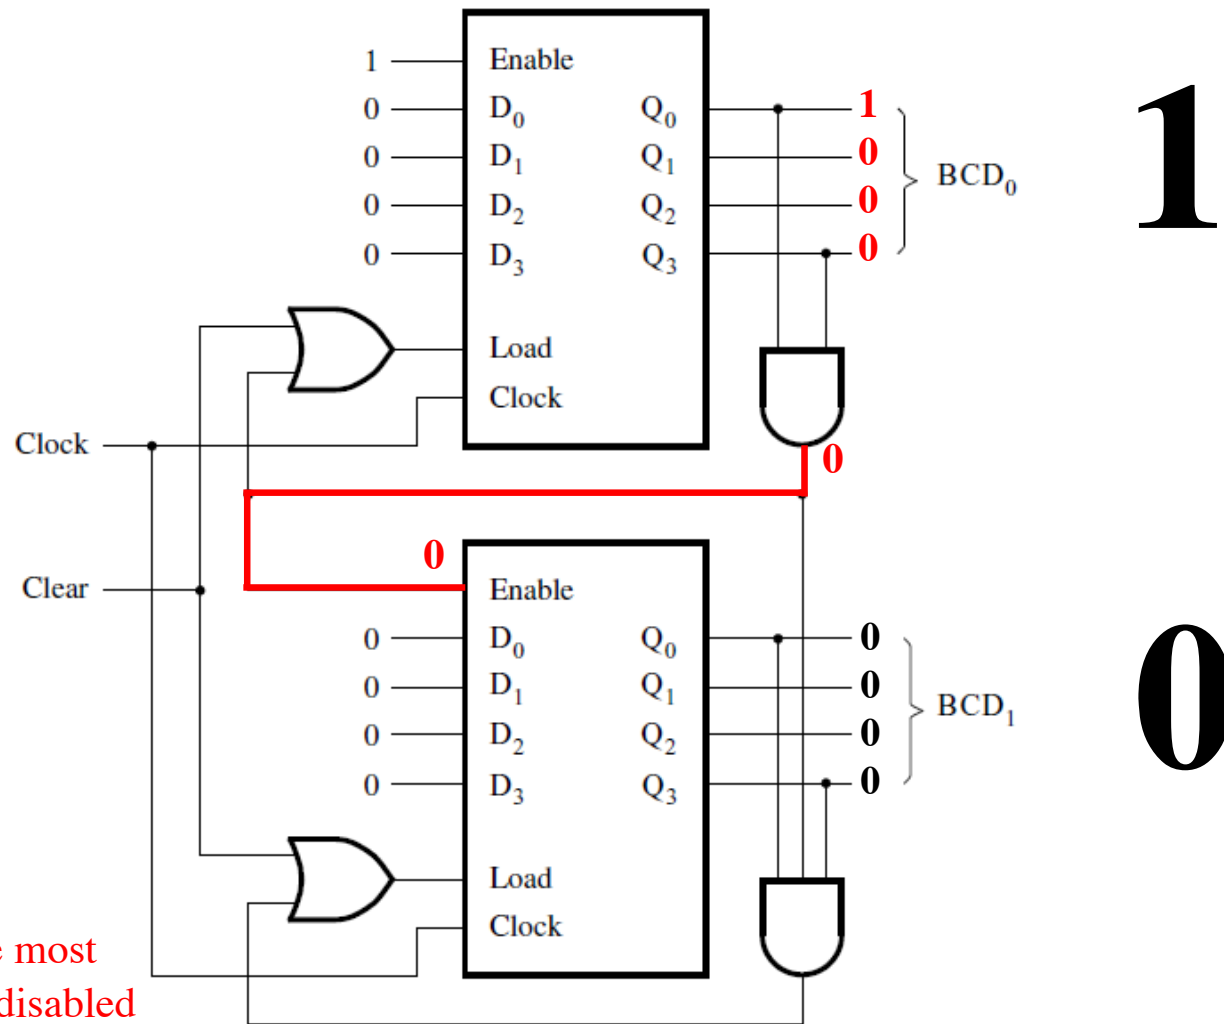 1 Enable
0 D0 Q0 1
0 D1 Q1 0
0 D2 Q2 0
0 D3 Q3 0
BCD0
1
Load
Clock
Clock
0
0
Clear
Enable
0 D0 Q0 0
0 D1 Q1 0
0 D2 Q2 0
0 D3 Q3 0
BCD1
0
Load
Clock
most
disabled